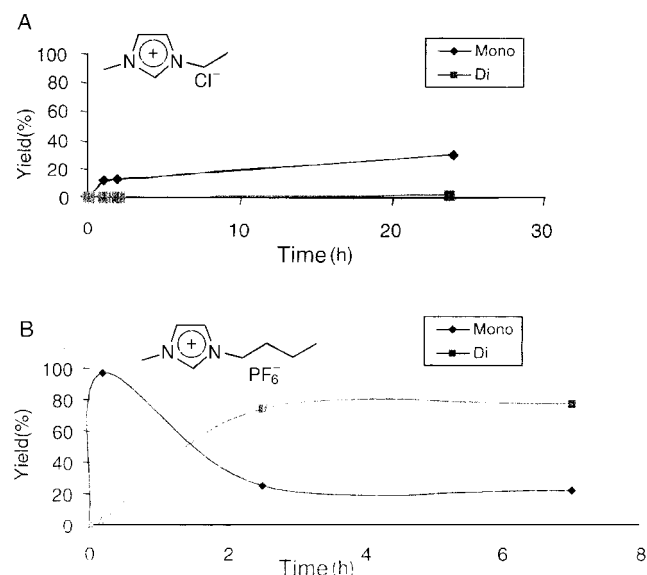 A
N + N
Cl−
Mono
Di
Yield(%)
100
80
60
40
20
0
0 10 20 30
Time (h)
B
N + N
PF6−
Mono
Di
Yield(%)
100
80
60
40
20
0
0 2 4 6 8
Time (h)